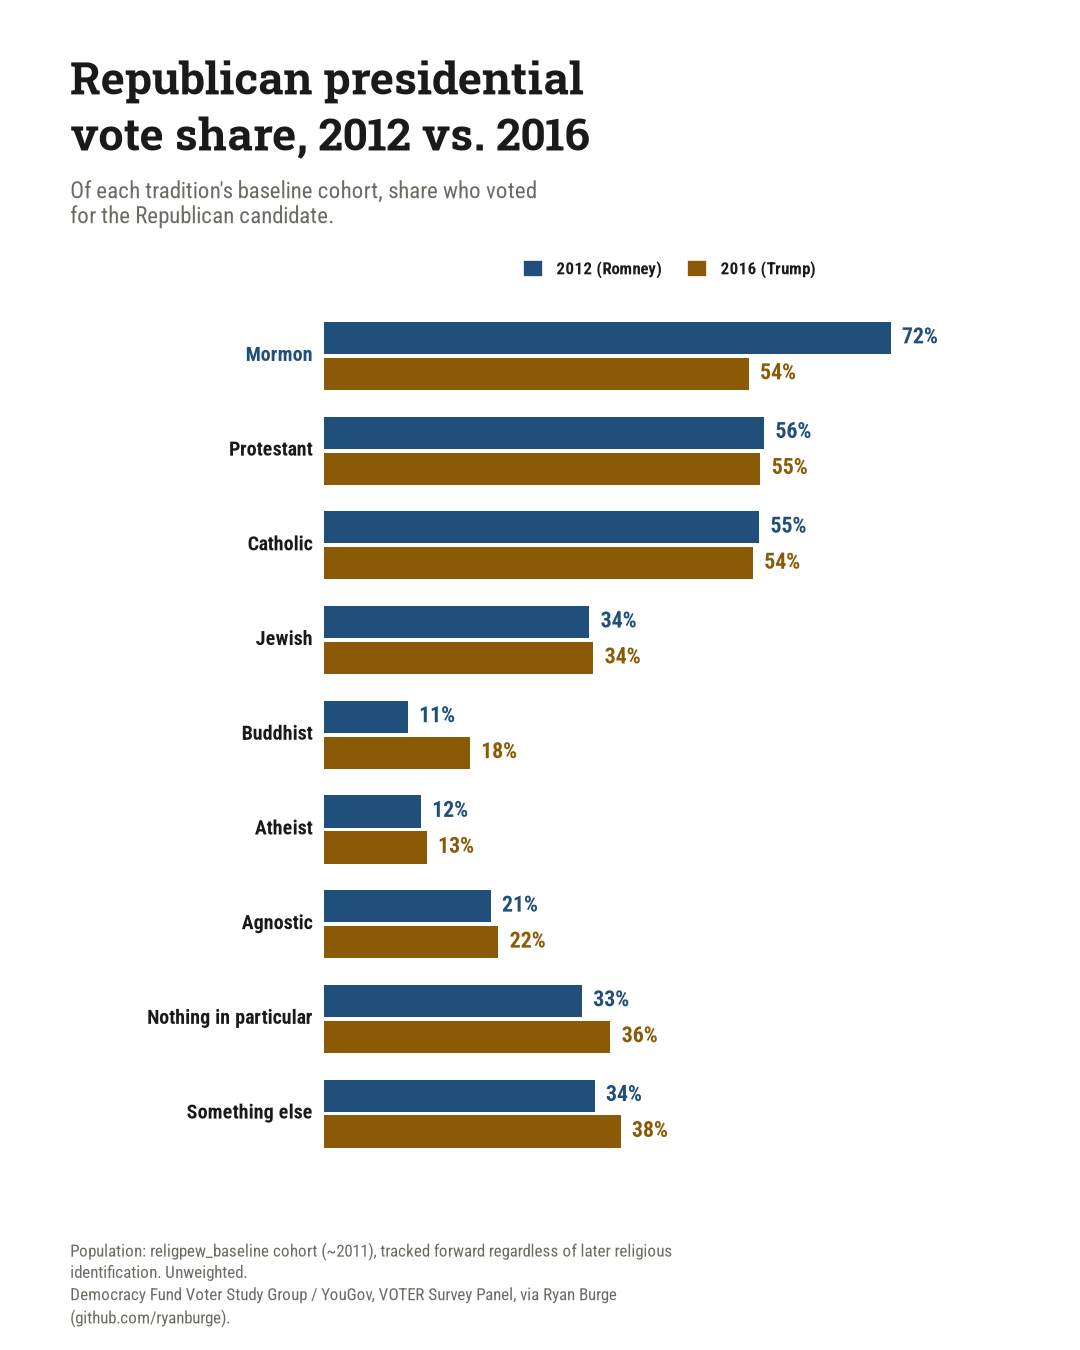 Republican presidential
vote share, 2012 vs. 2016
Of each tradition's baseline cohort, share who voted
for the Republican candidate.
2012 (Romney) 2016 (Trump)
Mormon
72%
54%
Protestant
56%
55%
Catholic
55%
54%
Jewish
34%
34%
Buddhist
11%
18%
Atheist
12%
13%
Agnostic
21%
22%
Nothing in particular
33%
36%
Something else
34%
38%
Population: religpew_baseline cohort (~2011), tracked forward regardless of later religious
identification. Unweighted.
Democracy Fund Voter Study Group / YouGov, VOTER Survey Panel, via Ryan Burge
(github.com/ryanburge).